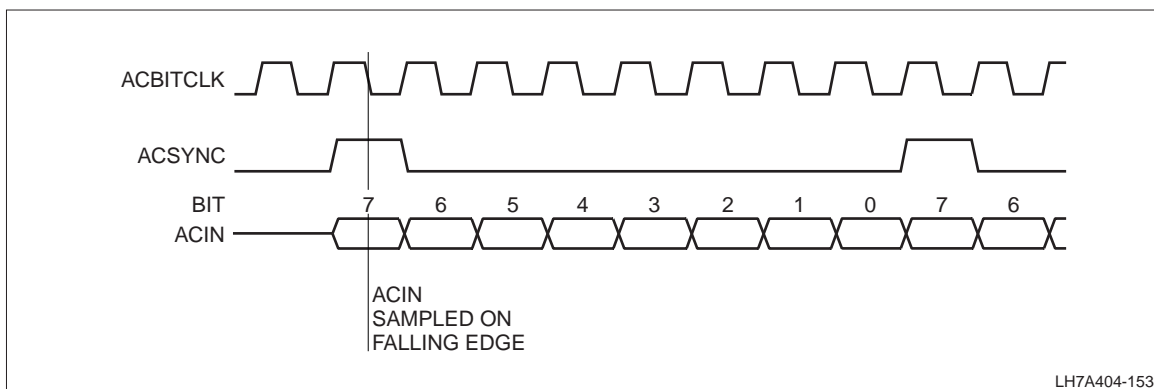 ACBITCLK
ACSYNC
BIT 7 6 5 4 3 2 1 0 7 6
ACIN
ACIN
SAMPLED ON
FALLING EDGE
LH7A404-153